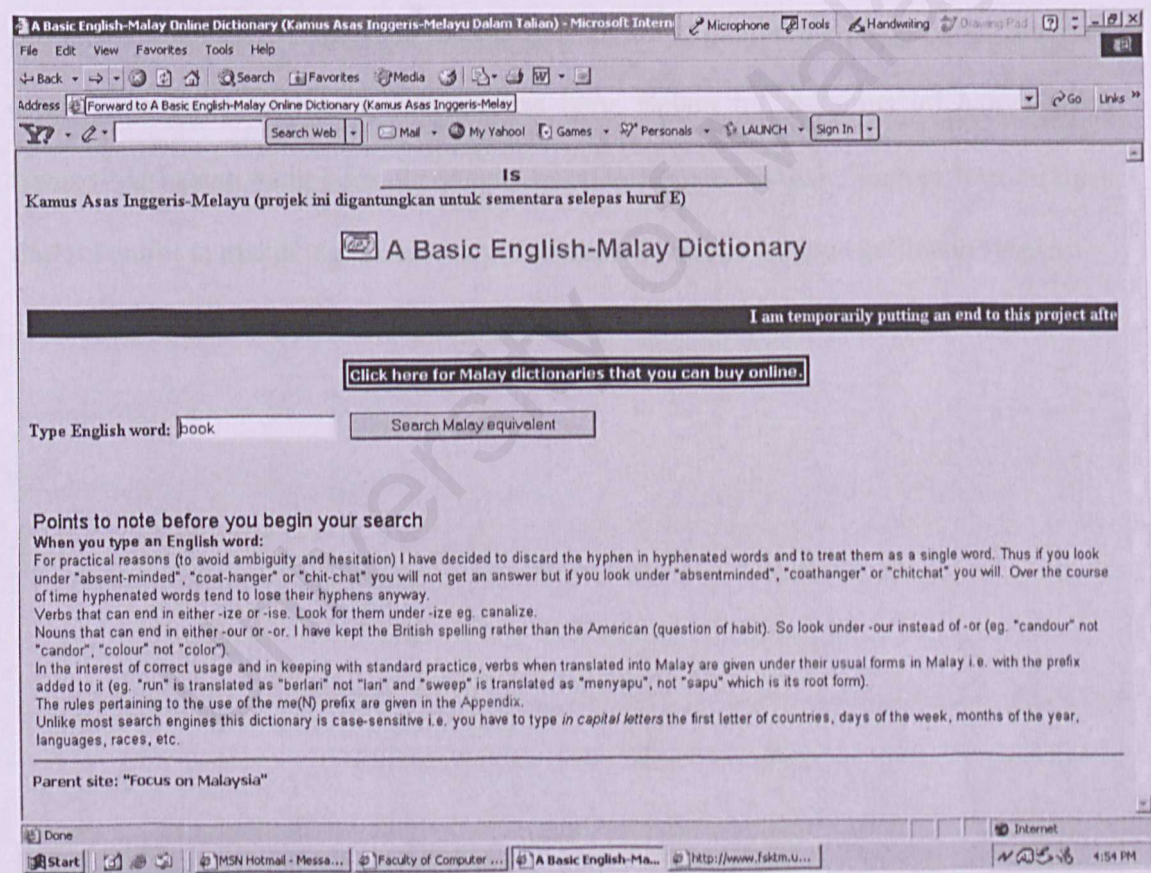 A Basic English-Malay Online Dictionary (Kamus Asas Inggeris-Melayu Dalam Talian) - Microsoft Intern
Microphone Tools Handwriting Drawing Pad
File Edit View Favorites Tools Help
Back Search Favorites Media
Address Forward to A Basic English-Malay Online Dictionary (Kamus Asas Inggeris-Melay Go Links »
Y? Search Web Mail My Yahoo! Games Personals LAUNCH Sign In
IS
Kamus Asas Inggeris-Melayu (projek ini digantungkan untuk sementara selepas huruf E)
A Basic English-Malay Dictionary
I am temporarily putting an end to this project afte
Click here for Malay dictionaries that you can buy online.
Type English word: book Search Malay equivalent
Points to note before you begin your search
When you type an English word:
For practical reasons (to avoid ambiguity and hesitation) I have decided to discard the hyphen in hyphenated words and to treat them as a single word. Thus if you look
under "absent-minded", "coat-hanger" or "chit-chat" you will not get an answer but if you look under "absentminded", "coathanger" or "chitchat" you will. Over the course
of time hyphenated words tend to lose their hyphens anyway.
Verbs that can end in either -ize or -ise. Look for them under -ize eg. canalize.
Nouns that can end in either -our or -or. I have kept the British spelling rather than the American (question of habit). So look under -our instead of -or (eg. "candour" not
"candor", "colour" not "color").
In the interest of correct usage and in keeping with standard practice, verbs when translated into Malay are given under their usual forms in Malay i.e. with the prefix
added to it (eg. "run" is translated as "berlari" not "lari" and "sweep" is translated as "menyapu", not "sapu" which is its root form).
The rules pertaining to the use of the me(N) prefix are given in the Appendix.
Unlike most search engines this dictionary is case-sensitive i.e. you have to type in capital letters the first letter of countries, days of the week, months of the year,
languages, races, etc.
Parent site: "Focus on Malaysia"
Done Internet
Start MSN Hotmail - Messa... Faculty of Computer ... A Basic English-Ma... http://www.fsktm.u... 4:54 PM